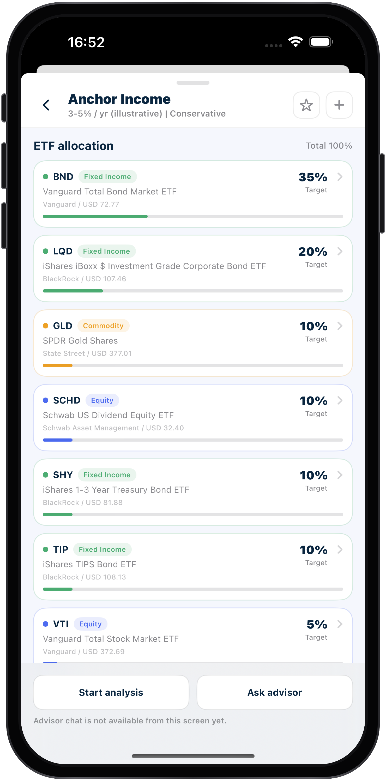 16:52
Anchor Income
3-5% / yr (illustrative) | Conservative
ETF allocation
Total 100%
BND Fixed Income 35%
Vanguard Total Bond Market ETF Target
Vanguard / USD 72.77
LQD Fixed Income 20%
iShares iBoxx $ Investment Grade Corporate Bond ETF Target
BlackRock / USD 107.46
GLD Commodity 10%
SPDR Gold Shares Target
State Street / USD 377.01
SCHD Equity 10%
Schwab US Dividend Equity ETF Target
Schwab Asset Management / USD 32.40
SHY Fixed Income 10%
iShares 1-3 Year Treasury Bond ETF Target
BlackRock / USD 81.88
TIP Fixed Income 10%
iShares TIPS Bond ETF Target
BlackRock / USD 108.13
VTI Equity 5%
Vanguard Total Stock Market ETF Target
Vanguard / USD 372.69
Start analysis
Ask advisor
Advisor chat is not available from this screen yet.